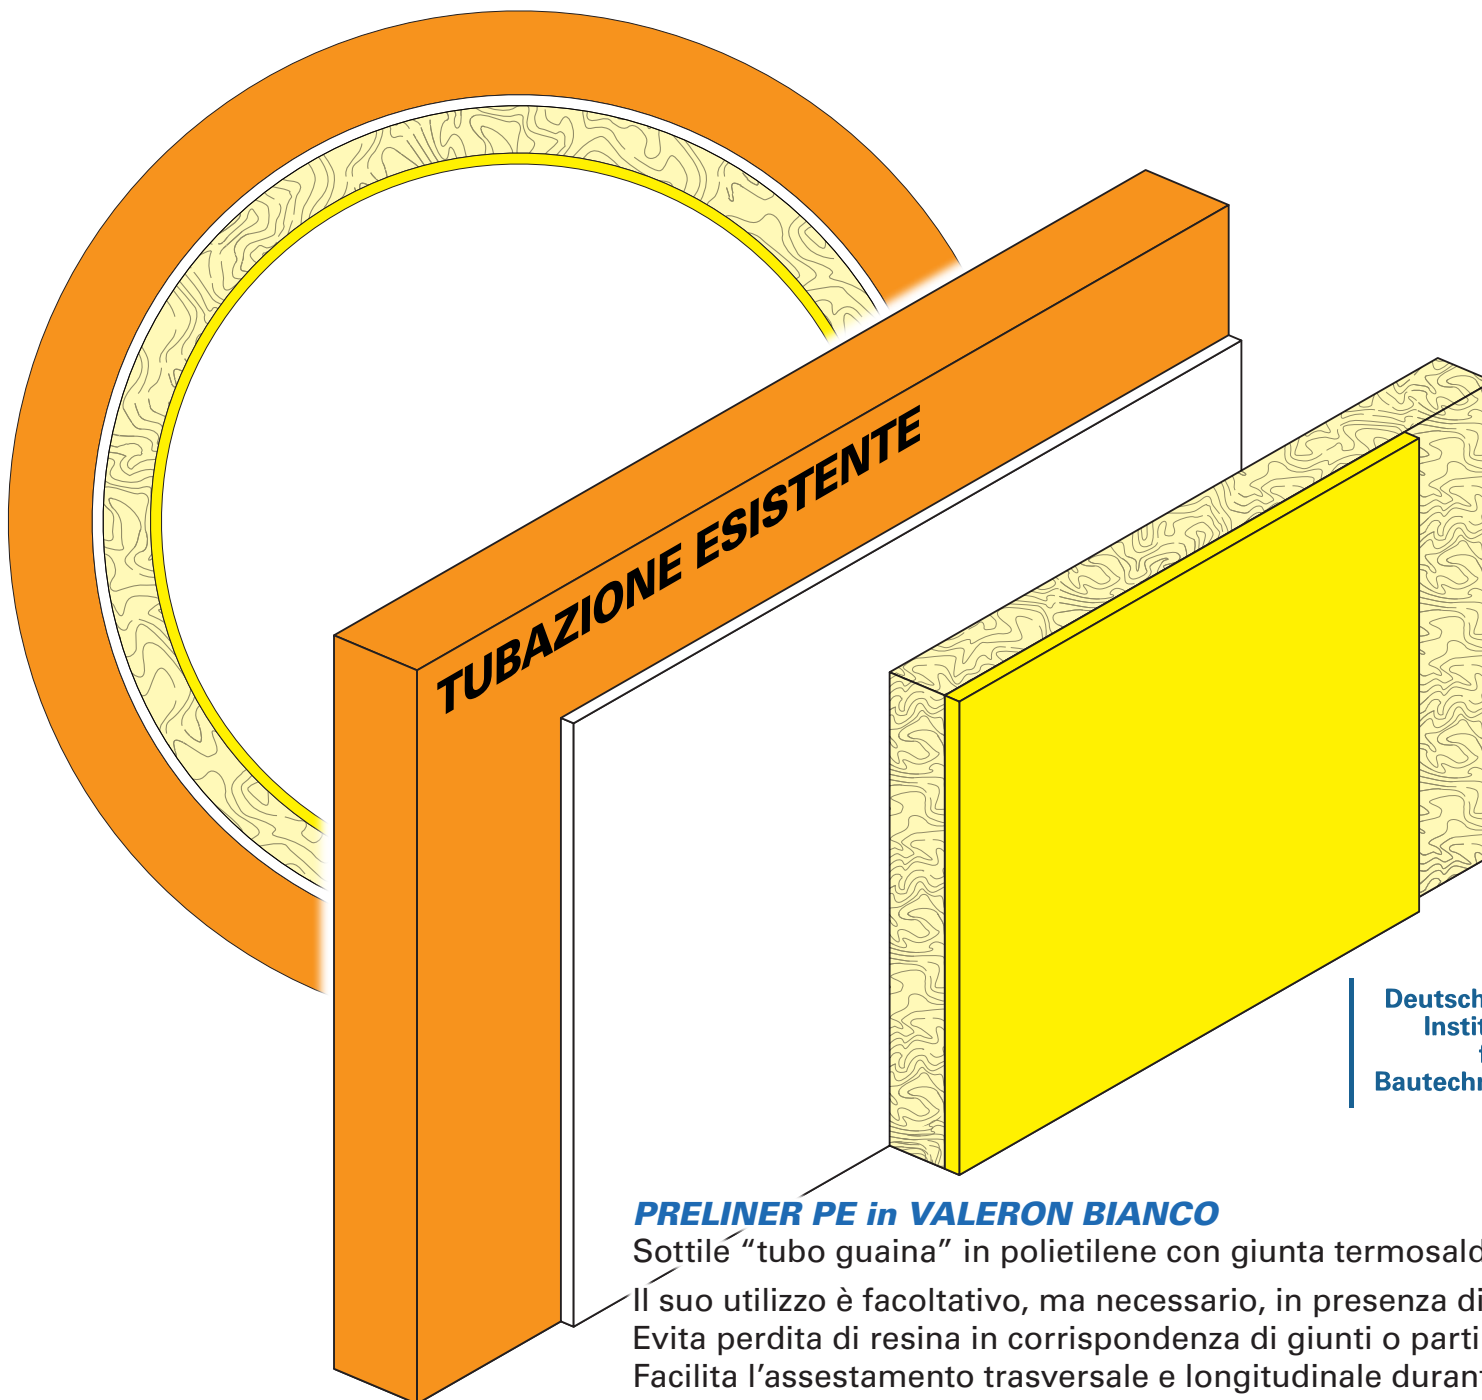 TUBAZIONE ESISTENTE
Deutsch
Instit
Bautech
PRELINER PE in VALERON BIANCO
Sottile “tubo guaina” in polietilene con giunta termosald
Il suo utilizzo è facoltativo, ma necessario, in presenza di
Evita perdita di resina in corrispondenza di giunti o parti
Facilita l’assestamento trasversale e longitudinale duran